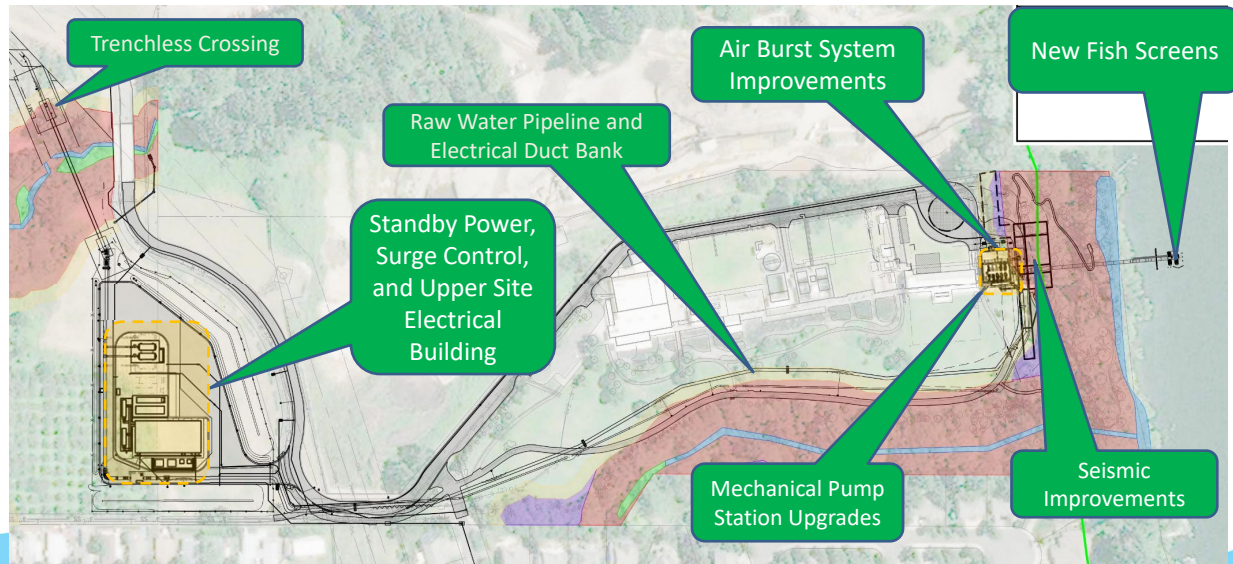 Trenchless Crossing
Air Burst System
Improvements
New Fish Screens
Raw Water Pipeline and
Electrical Duct Bank
Standby Power,
Surge Control,
and Upper Site
Electrical
Building
Mechanical Pump
Station Upgrades
Seismic
Improvements